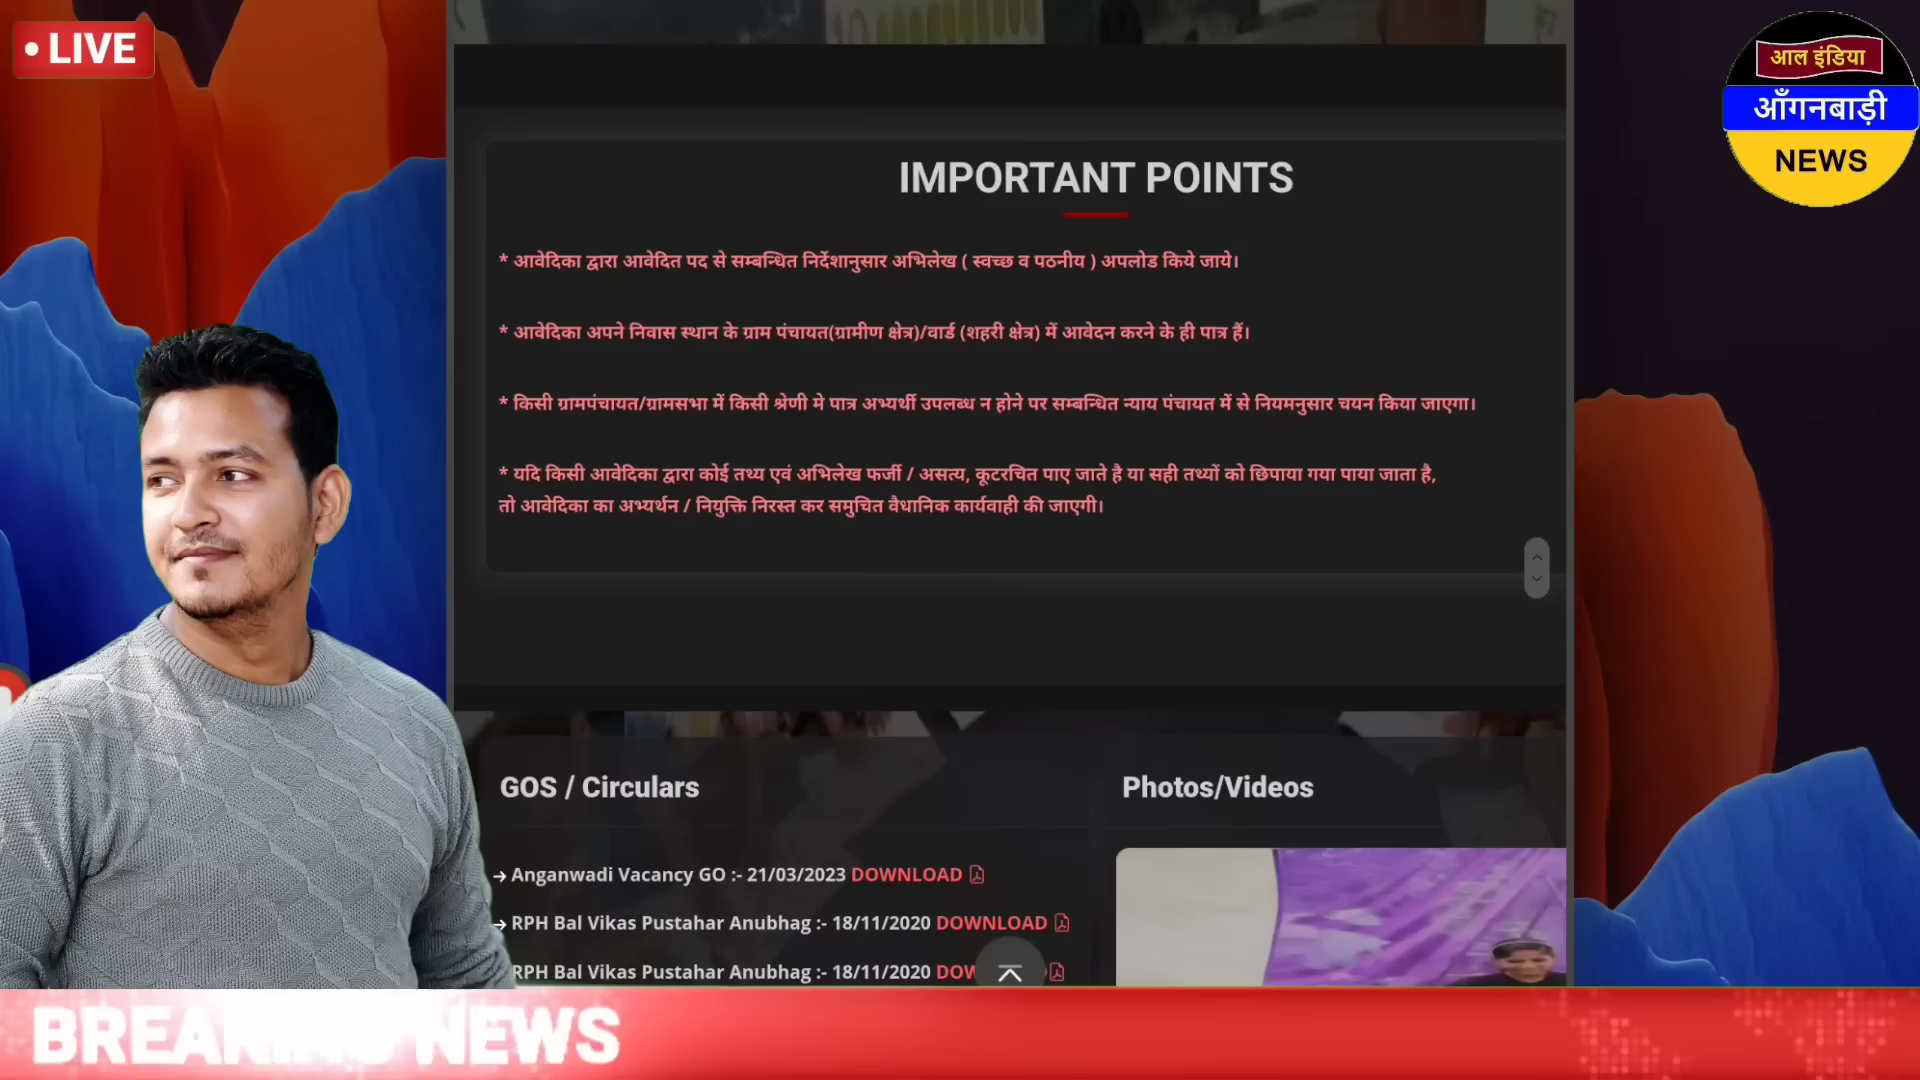 • LIVE
आल इंडिया
आँगनबाड़ी
NEWS
IMPORTANT POINTS
* आवेदिका द्वारा आवेदित पद से सम्बन्धित निर्देशानुसार अभिलेख ( स्वच्छ व पठनीय ) अपलोड किये जाये।
* आवेदिका अपने निवास स्थान के ग्राम पंचायत(ग्रामीण क्षेत्र)/वार्ड (शहरी क्षेत्र) में आवेदन करने के ही पात्र हैं।
* किसी ग्रामपंचायत/ग्रामसभा में किसी श्रेणी मे पात्र अभ्यर्थी उपलब्ध न होने पर सम्बन्धित न्याय पंचायत में से नियमनुसार चयन किया जाएगा।
* यदि किसी आवेदिका द्वारा कोई तथ्य एवं अभिलेख फर्जी / असत्य, कूटरचित पाए जाते है या सही तथ्यों को छिपाया गया पाया जाता है,
तो आवेदिका का अभ्यर्थन / नियुक्ति निरस्त कर समुचित वैधानिक कार्यवाही की जाएगी।
GOS / Circulars
Photos/Videos
→ Anganwadi Vacancy GO :- 21/03/2023 DOWNLOAD
→ RPH Bal Vikas Pustahar Anubhag :- 18/11/2020 DOWNLOAD
RPH Bal Vikas Pustahar Anubhag :- 18/11/2020
BREAKING NEWS